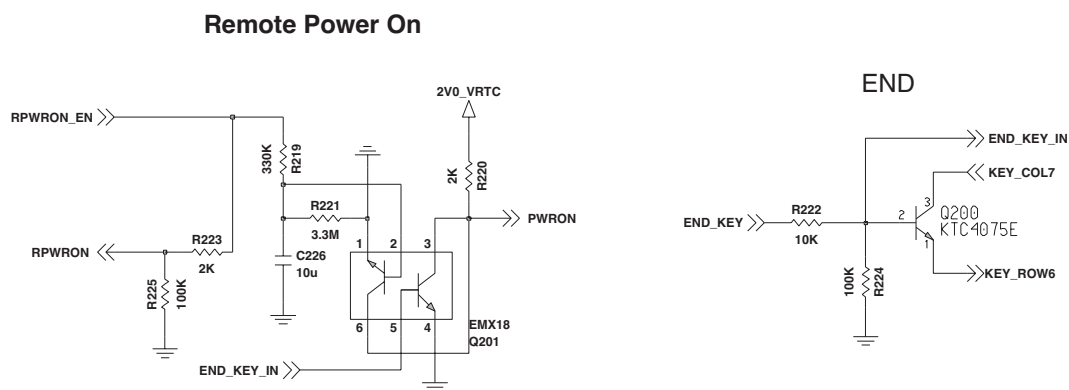 Remote Power On
RPWRON_EN
330K
R219
2V0_VRTC
2K
R220
R221
3.3M
PWRON
RPWRON
R223
2K
C226
10u
R225
100K
1 2 3
6 5 4
EMX18
Q201
END_KEY_IN
END
END_KEY_IN
KEY_COL7
3
Q200
KTC4075E
2
1
END_KEY
R222
10K
100K
R224
KEY_ROW6